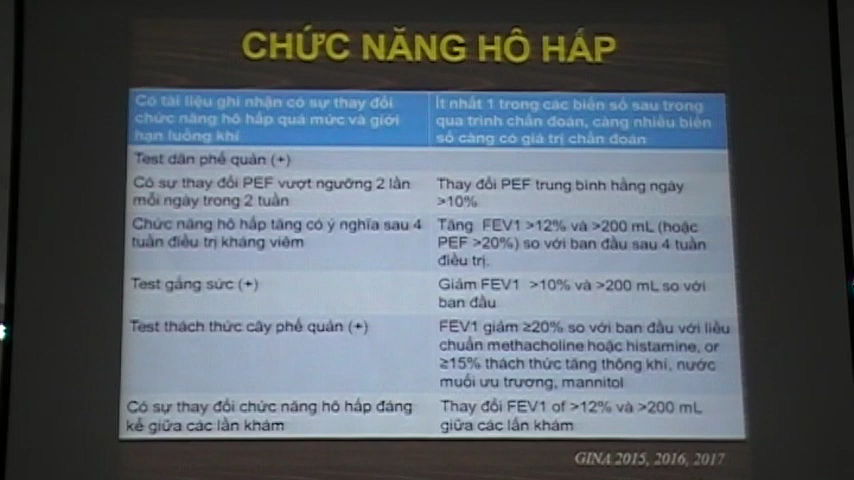 CHỨC NĂNG HÔ HẤP
Có tài liệu ghi nhận có sự thay đổi
chức năng hô hấp quá mức và giới
hạn luồng khí
Ít nhất 1 trong các biến số sau trong
quá trình chẩn đoán, càng nhiều biến
số càng có giá trị chẩn đoán
Test dãn phế quản (+)
Có sự thay đổi PEF vượt ngưỡng 2 lần
mỗi ngày trong 2 tuần
Thay đổi PEF trung bình hằng ngày
>10%
Chức năng hô hấp tăng có ý nghĩa sau 4
tuần điều trị kháng viêm
Tăng FEV1 >12% và >200 mL (hoặc
PEF >20%) so với ban đầu sau 4 tuần
điều trị.
Test gắng sức (+)
Giảm FEV1 >10% và >200 mL so với
ban đầu
Test thách thức cây phế quản (+)
FEV1 giảm ≥20% so với ban đầu với liều
chuẩn methacholine hoặc histamine, or
≥15% thách thức tăng thông khí, nước
muối ưu trương, mannitol
Có sự thay đổi chức năng hô hấp đáng
kể giữa các lần khám
Thay đổi FEV1 of >12% và >200 mL
giữa các lần khám
GINA 2015, 2016, 2017